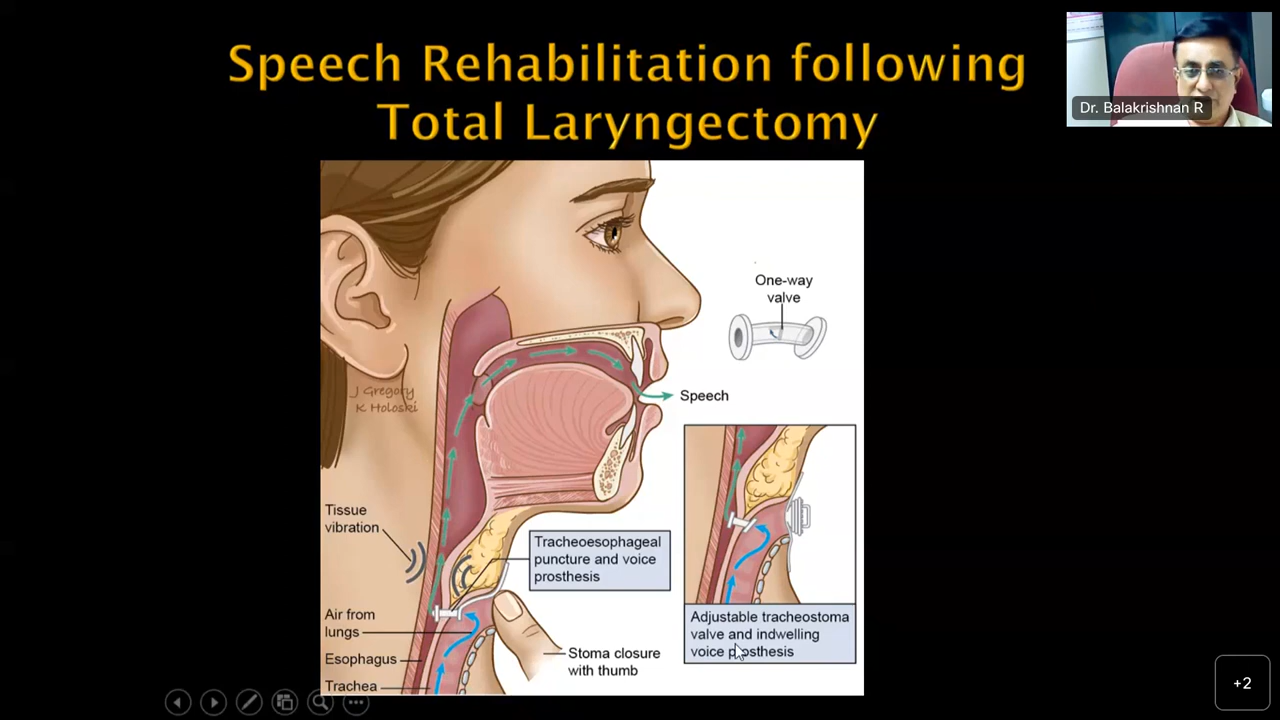 Speech Rehabilitation following
Total Laryngectomy
Dr. Balakrishnan R
One-way
valve
Speech
J Gregory
K Holoski
Tissue
vibration
Tracheoesophageal
puncture and voice
prosthesis
Air from
lungs
Esophagus
Trachea
Stoma closure
with thumb
Adjustable tracheostoma
valve and indwelling
voice prosthesis
+2